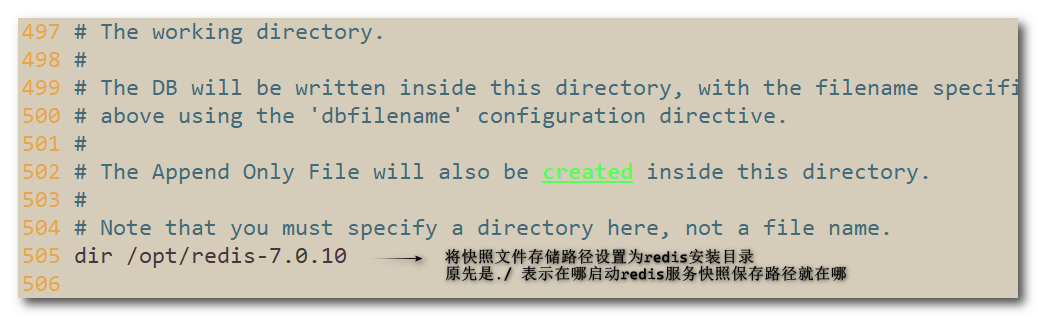 497 # The working directory.
498 #
499 # The DB will be written inside this directory, with the filename specifi
500 # above using the 'dbfilename' configuration directive.
501 #
502 # The Append Only File will also be created inside this directory.
503 #
504 # Note that you must specify a directory here, not a file name.
505 dir /opt/redis-7.0.10 将快照文件存储路径设置为redis安装目录
原先是./ 表示在哪启动redis服务快照保存路径就在哪
506